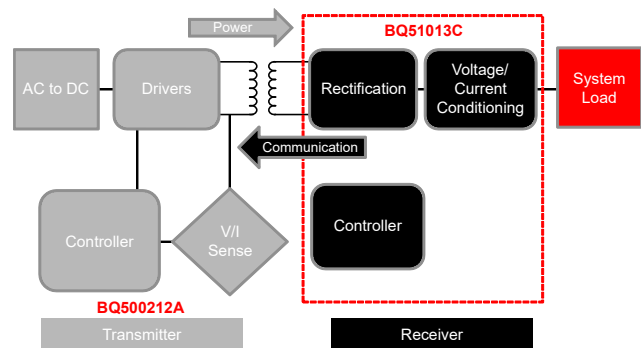 Power
BQ51013C
AC to DC
Drivers
Rectification
Voltage/
Current
Conditioning
System
Load
Communication
Controller
V/I
Sense
Controller
BQ500212A
Transmitter
Receiver